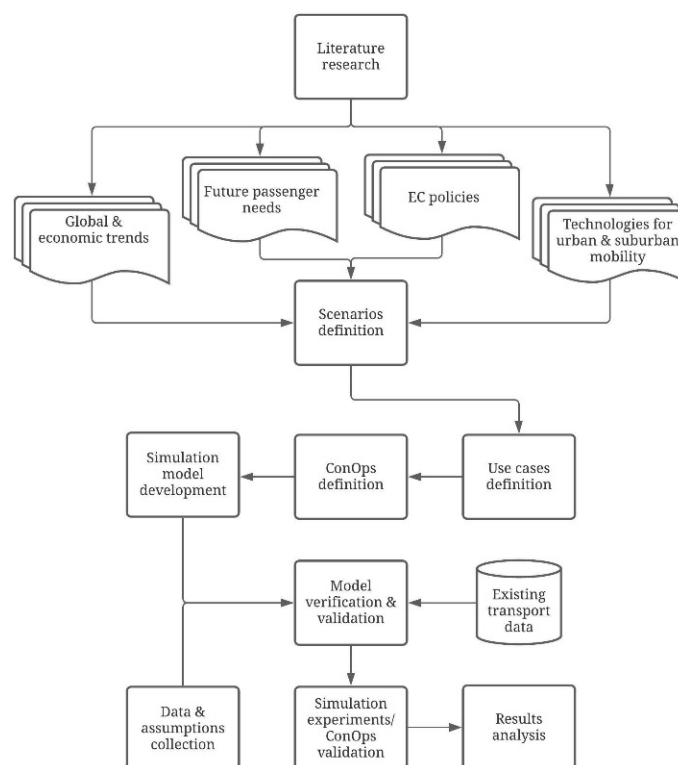 Literature
research
Global &
economic trends
Future passenger
needs
EC policies
Technologies for
urban & suburban
mobility
Scenarios
definition
Simulation
model
development
ConOps
definition
Use cases
definition
Model
verification &
validation
Existing
transport
data
Data &
assumptions
collection
Simulation
experiments/
ConOps
validation
Results
analysis